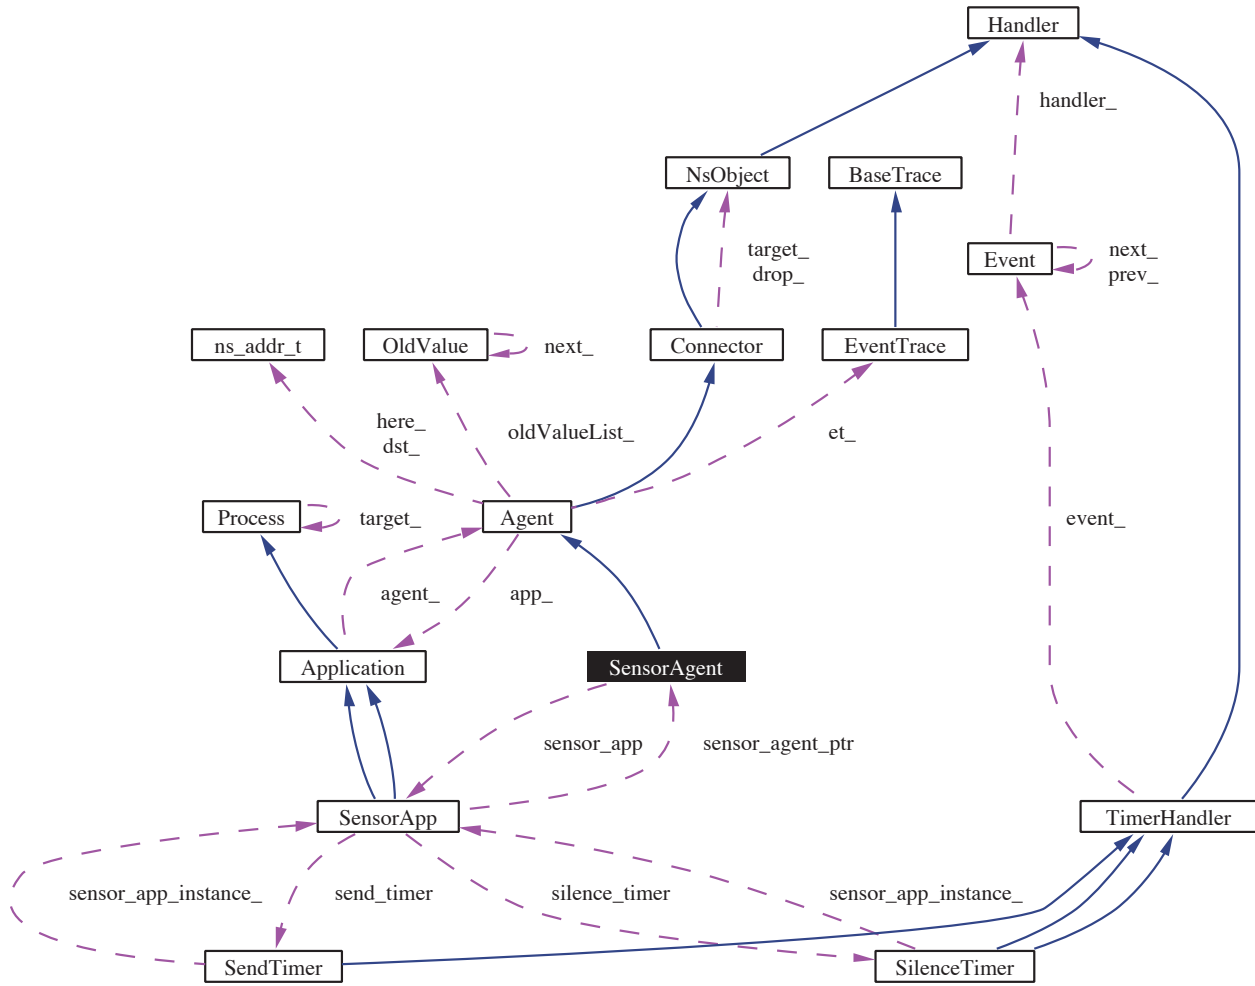 Handler
handler_
NsObject
BaseTrace
target_
drop_
Event
next_
prev_
ns_addr_t
OldValue
next_
Connector
EventTrace
here_
dst_
oldValueList_
et_
Process
target_
Agent
event_
agent_
app_
Application
SensorAgent
sensor_app
sensor_agent_ptr
SensorApp
TimerHandler
sensor_app_instance_
send_timer
silence_timer
sensor_app_instance_
SendTimer
SilenceTimer